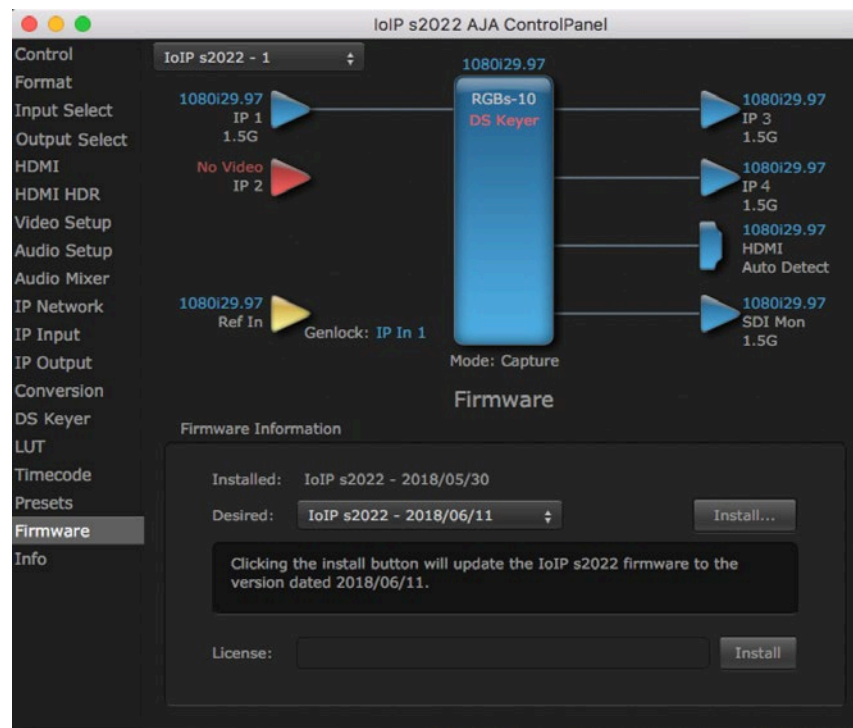 IoIP s2022 AJA ControlPanel
Control
Format
Input Select
Output Select
HDMI
HDMI HDR
Video Setup
Audio Setup
Audio Mixer
IP Network
IP Input
IP Output
Conversion
DS Keyer
LUT
Timecode
Presets
Firmware
Info
IoIP s2022 - 1
1080i29.97
1080i29.97
IP 1
1.5G
No Video
IP 2
1080i29.97
Ref In
Genlock: IP In 1
RGBs-10
DS Keyer
Mode: Capture
1080i29.97
IP 3
1.5G
1080i29.97
IP 4
1.5G
1080i29.97
HDMI
Auto Detect
1080i29.97
SDI Mon
1.5G
Firmware
Firmware Information
Installed: IoIP s2022 - 2018/05/30
Desired: IoIP s2022 - 2018/06/11 Install...
Clicking the install button will update the IoIP s2022 firmware to the
version dated 2018/06/11.
License: Install